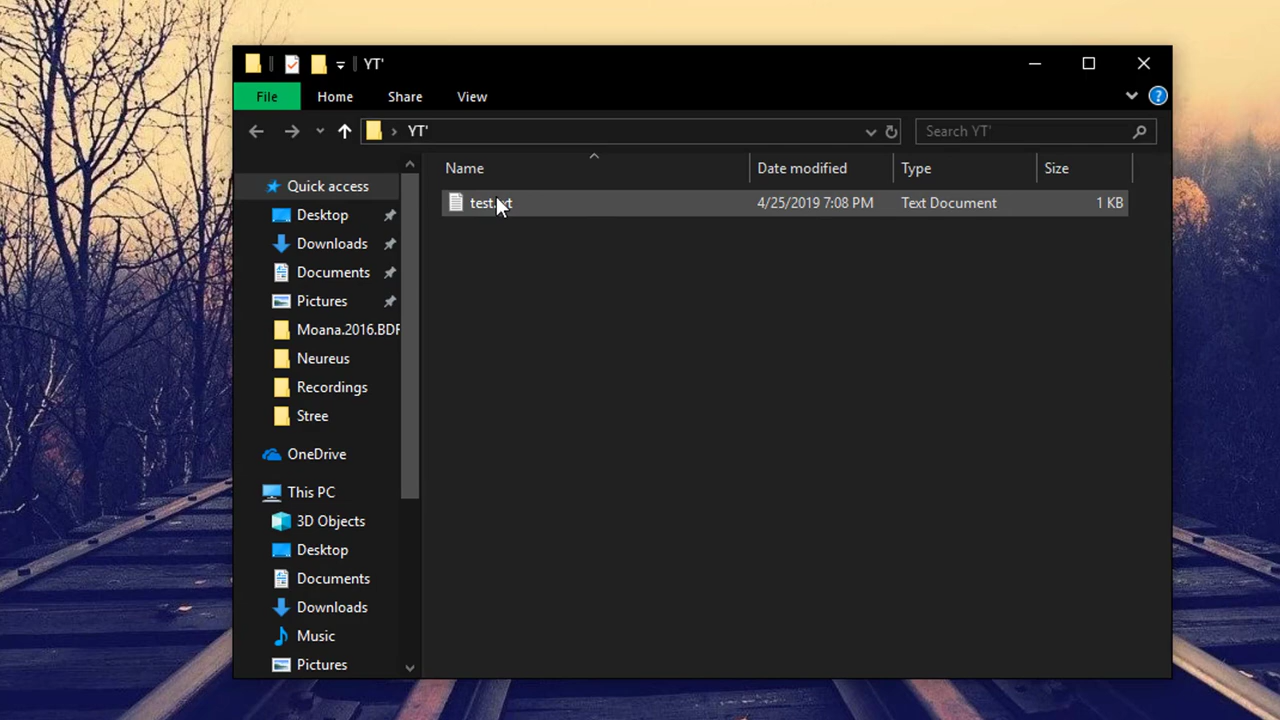 YT'
File Home Share View
YT'
Search YT'
Name Date modified Type Size
4/25/2019 7:08 PM Text Document 1 KB
Quick access
Desktop
Downloads
Documents
Pictures
Moana.2016.BDR
Neureus
Recordings
Stree
OneDrive
This PC
3D Objects
Desktop
Documents
Downloads
Music
Pictures